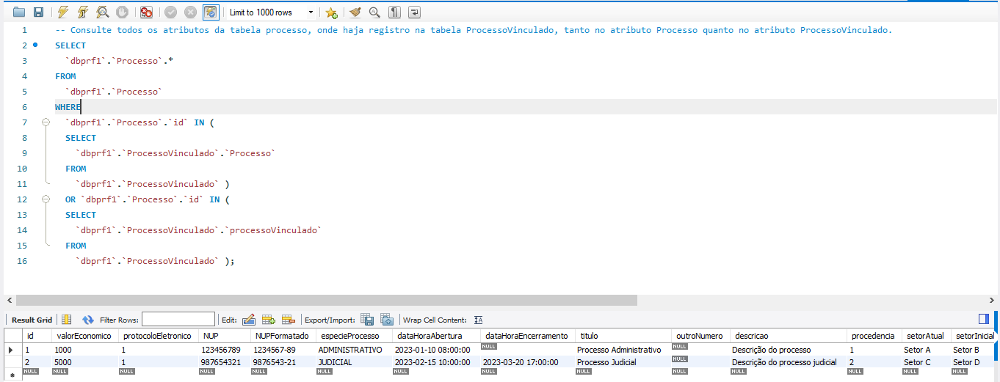 Limit to 1000 rows
1 -- Consulte todos os atributos da tabela processo, onde haja registro na tabela ProcessoVinculado, tanto no atributo Processo quanto no atributo ProcessoVinculado.
2 SELECT
3 `dbprf1`.`Processo`.*
4 FROM
5 `dbprf1`.`Processo`
6 WHERE
7 `dbprf1`.`Processo`.`id` IN (
8 SELECT
9 `dbprf1`.`ProcessoVinculado`.`Processo`
10 FROM
11 `dbprf1`.`ProcessoVinculado` )
12 OR `dbprf1`.`Processo`.`id` IN (
13 SELECT
14 `dbprf1`.`ProcessoVinculado`.`processoVinculado`
15 FROM
16 `dbprf1`.`ProcessoVinculado` );
Result Grid Filter Rows: Edit: Export/Import: Wrap Cell Content: IA
id valorEconomico protocoloEletronico NUP NUPFormatado especieProcesso dataHoraAbertura dataHoraEncerramento titulo outroNumero descricao procedencia setorAtual setorInicial
1 1000 1 123456789 1234567-89 ADMINISTRATIVO 2023-01-10 08:00:00 NULL Processo Administrativo NULL Descrição do processo 1 Setor A Setor B
2 5000 1 987654321 9876543-21 JUDICIAL 2023-02-15 10:00:00 2023-03-20 17:00:00 Processo Judicial NULL Descrição do processo judicial 2 Setor C Setor D
NULL NULL NULL NULL NULL NULL NULL NULL NULL NULL NULL NULL NULL NULL